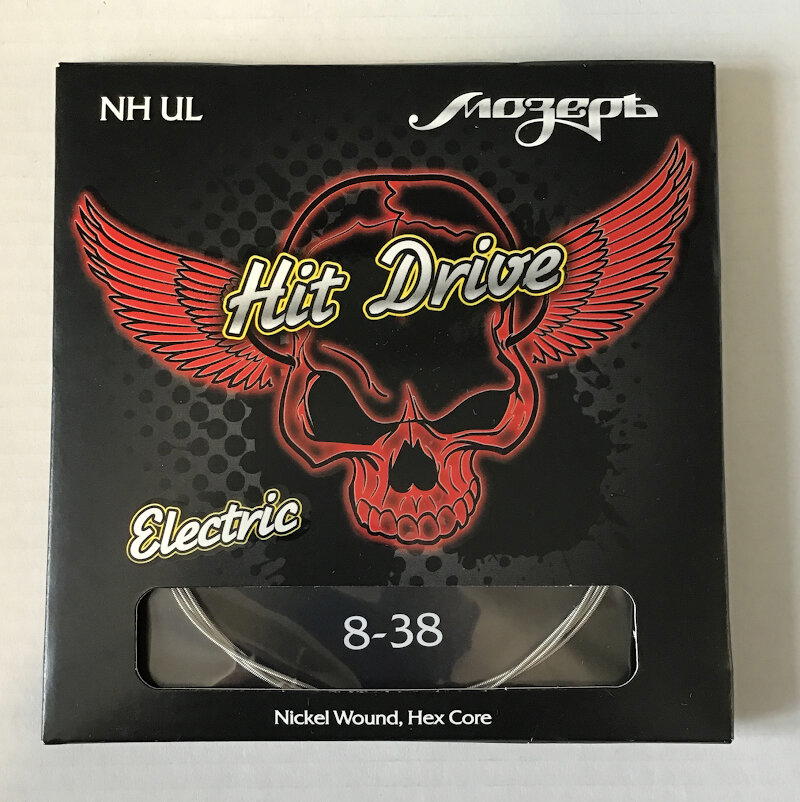 NH UL
Мозеръ
Hit Drive
Electric
8-38
Nickel Wound, Hex Core